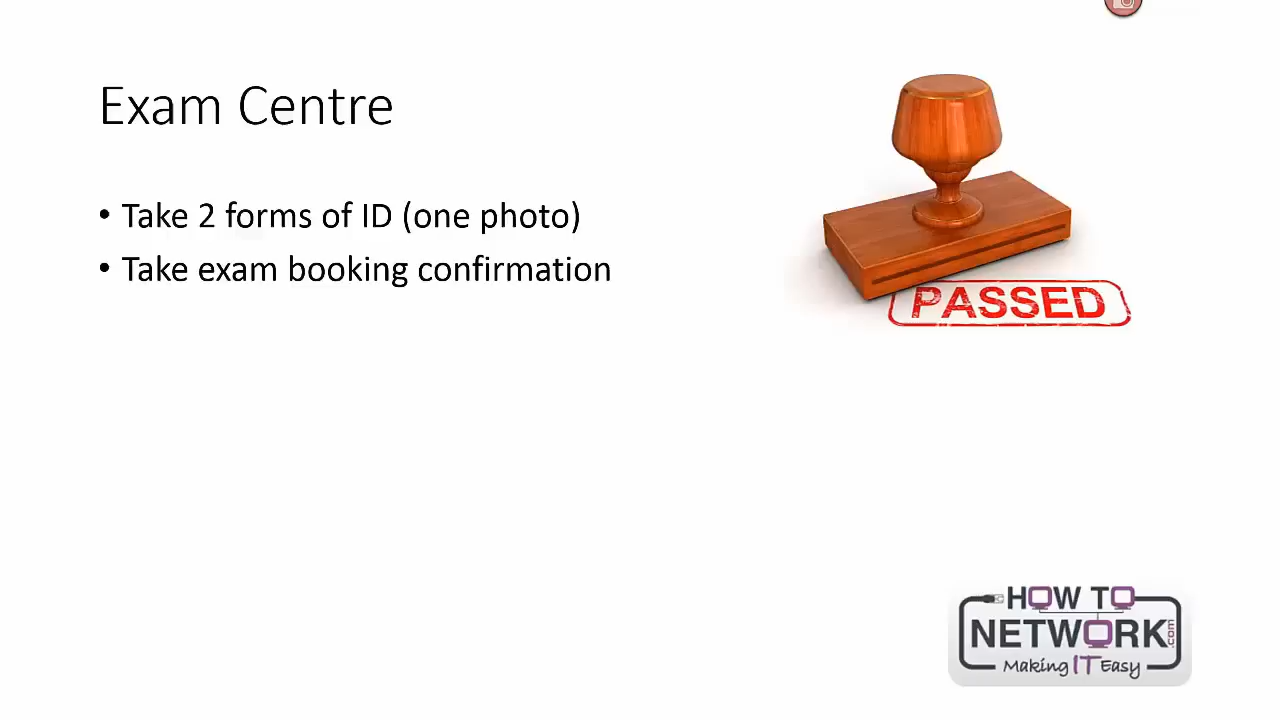 Exam Centre
• Take 2 forms of ID (one photo)
• Take exam booking confirmation
PASSED
HOW TO
NETWORK.com
Making IT Easy